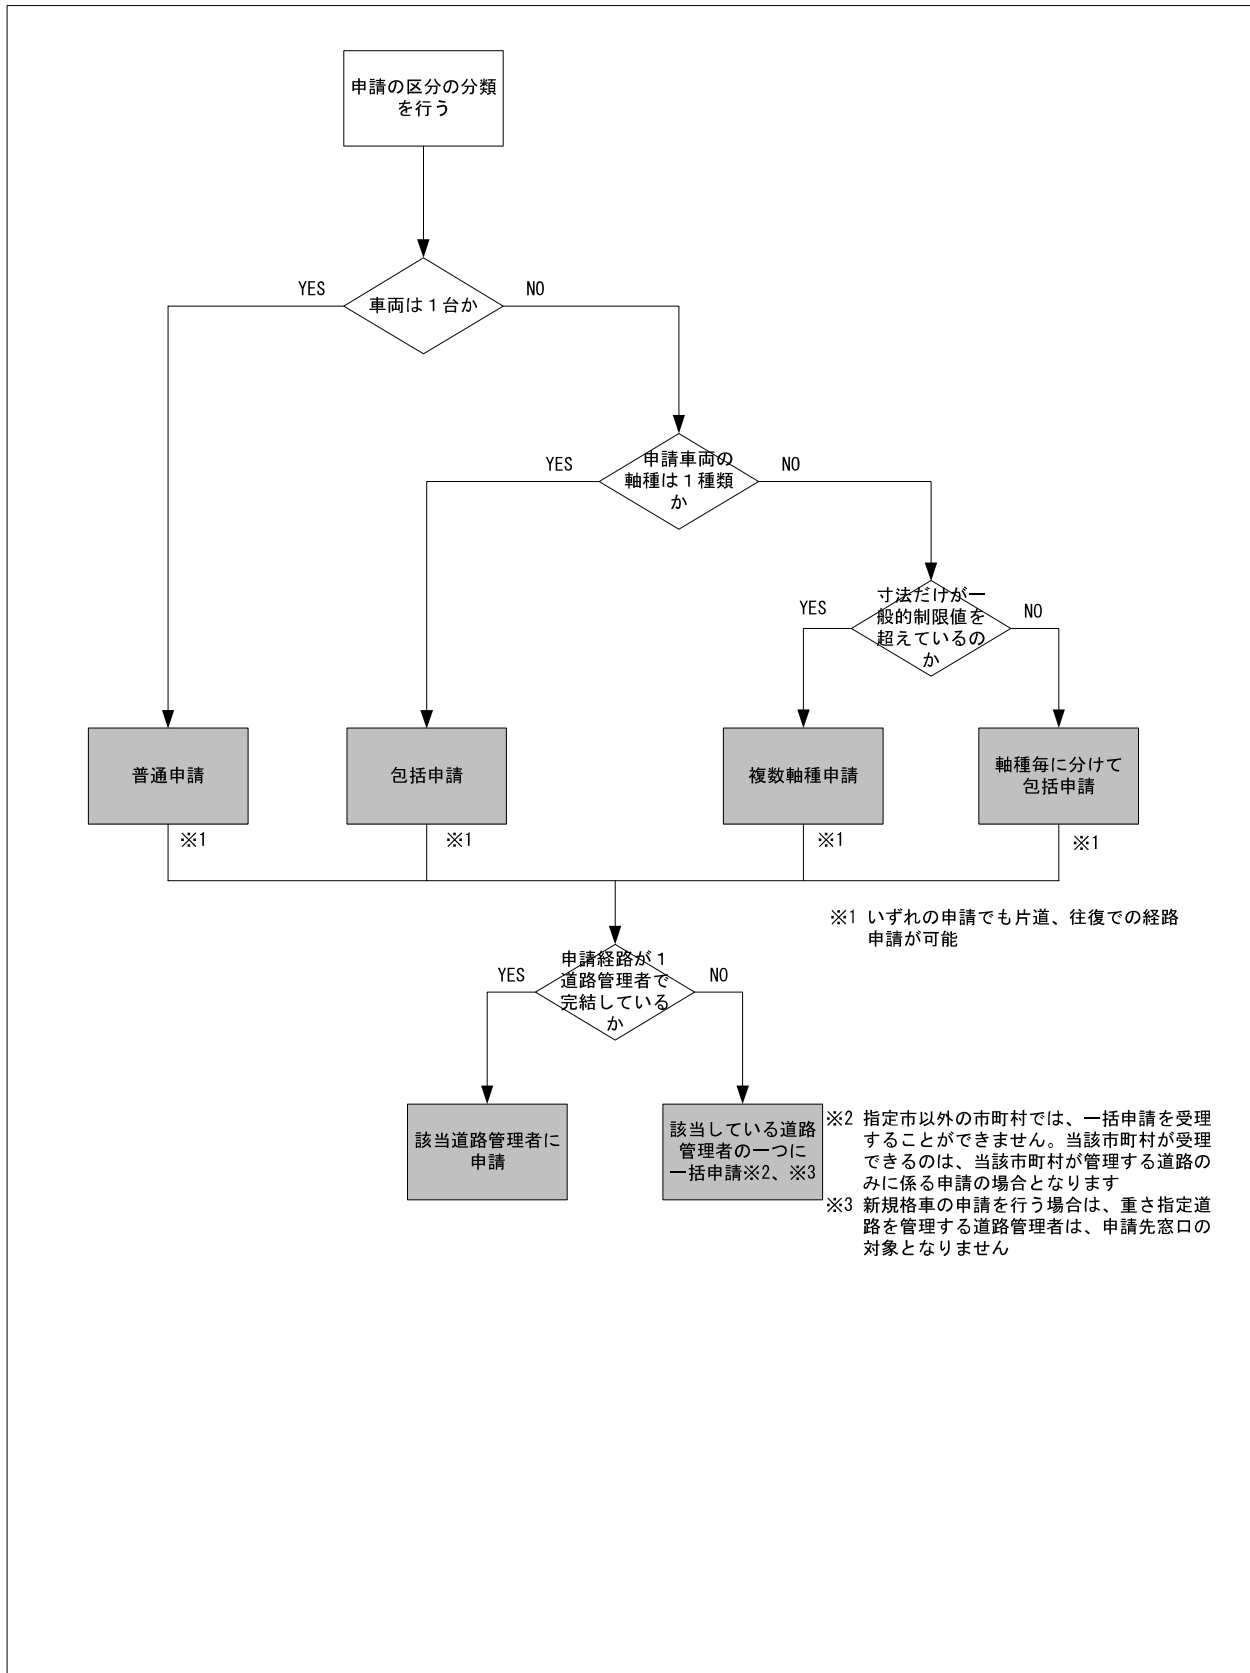 申請の区分の分類
を行う
YES
車両は１台か
NO
YES
申請車両の
軸種は１種類
か
NO
YES
寸法だけが一
般的制限値を
超えているの
か
NO
普通申請
包括申請
複数軸種申請
軸種毎に分けて
包括申請
※1
※1
※1
※1
※1 いずれの申請でも片道、往復での経路
申請が可能
YES
申請経路が１
道路管理者で
完結している
か
NO
該当道路管理者に
申請
該当している道路
管理者の一つに
一括申請※2、※3
※2 指定市以外の市町村では、一括申請を受理
することができません。当該市町村が受理
できるのは、当該市町村が管理する道路の
みに係る申請の場合となります
※3 新規格車の申請を行う場合は、重さ指定道
路を管理する道路管理者は、申請先窓口の
対象となりません